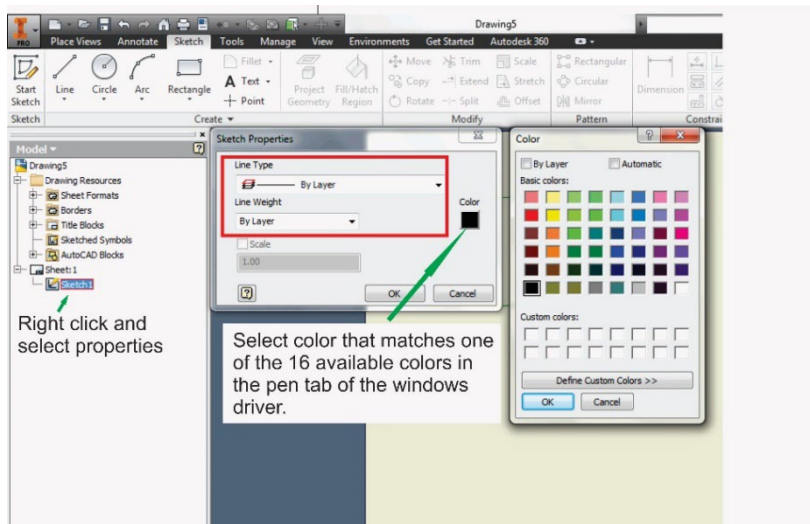 Drawing5
PRO
Place Views Annotate Sketch Tools Manage View Environments Get Started Autodesk 360
Start Sketch
Line
Circle
Arc
Rectangle
Fillet
Text
Point
Project Geometry
Fill/Hatch Region
Move Trim Scale
Copy Extend Stretch
Rotate Split Offset
Rectangular
Circular
Mirror
Dimension
Sketch
Create
Modify
Pattern
Constrai
Model
Drawing5
Drawing Resources
Sheet Formats
Borders
Title Blocks
Sketched Symbols
AutoCAD Blocks
Sheet:1
Sketch1
Right click and
select properties
Sketch Properties
Line Type
By Layer
Line Weight
Color
By Layer
Scale
1.00
OK Cancel
Select color that matches one
of the 16 available colors in
the pen tab of the windows
driver.
Color
By Layer Automatic
Basic colors:
Custom colors:
Define Custom Colors >>
OK Cancel